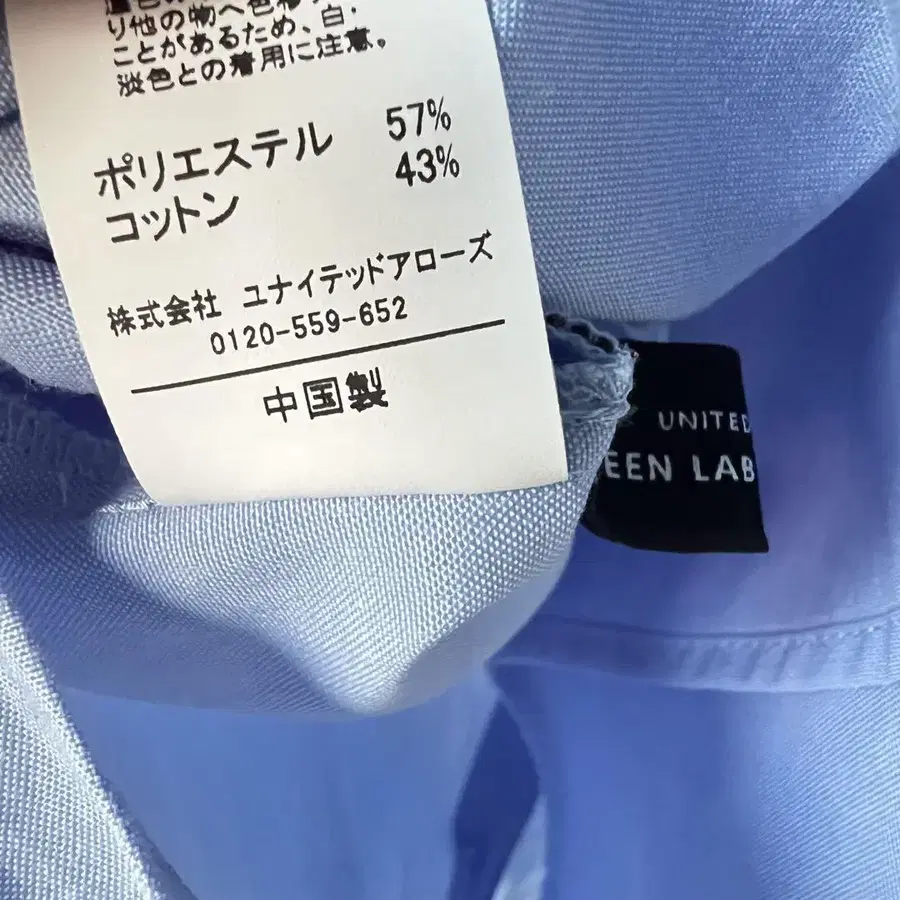 り他の物へ色移
ことがあるため、白・
淡色との着用に注意。
ポリエステル 57%
コットン 43%
株式会社 ユナイテッドアローズ
0120-559-652
中国製
UNITED
EEN LAB